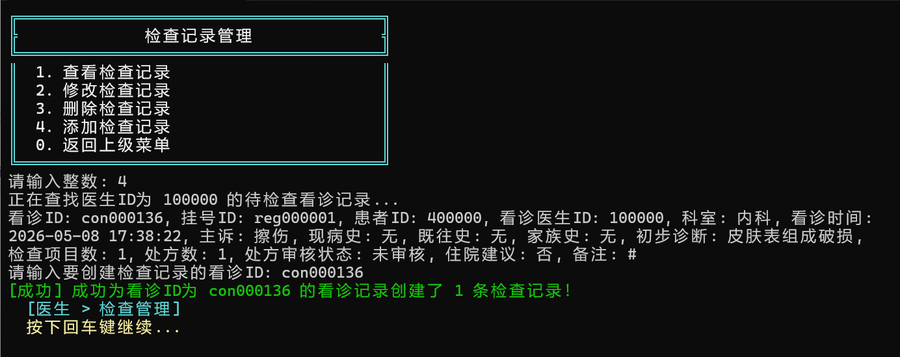 检查记录管理
1. 查看检查记录
2. 修改检查记录
3. 删除检查记录
4. 添加检查记录
0. 返回上级菜单
请输入整数: 4
正在查找医生ID为 100000 的待检查看诊记录...
看诊ID: con000136, 挂号ID: reg000001, 患者ID: 400000, 看诊医生ID: 100000, 科室: 内科, 看诊时间:
2026-05-08 17:38:22, 主诉: 擦伤, 现病史: 无, 既往史: 无, 家族史: 无, 初步诊断: 皮肤表组成破损,
检查项目数: 1, 处方数: 1, 处方审核状态: 未审核, 住院建议: 否, 备注: #
请输入要创建检查记录的看诊ID: con000136
[成功] 成功为看诊ID为 con000136 的看诊记录创建了 1 条检查记录!
[医生 > 检查管理]
按下回车键继续...